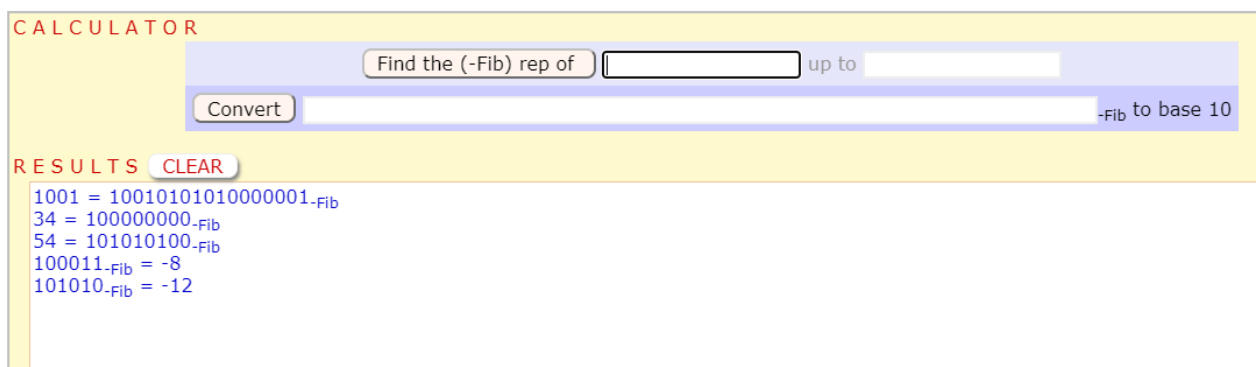 CALCULATOR
Find the (-Fib) rep of up to
Convert -Fib to base 10
RESULTS CLEAR
1001 = 10010101010000001-Fib
34 = 100000000-Fib
54 = 101010100-Fib
100011-Fib = -8
101010-Fib = -12